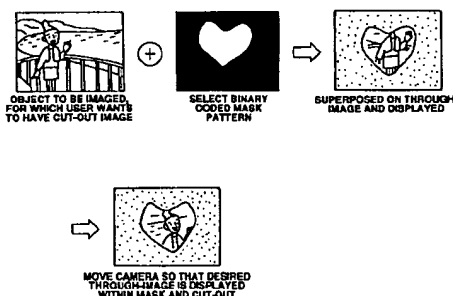 OBJECT TO BE IMAGED,
FOR WHICH USER WANTS
TO HAVE CUT-OUT IMAGE
SELECT BINARY
CODED MASK
PATTERN
SUPERPOSED ON THROUGH
IMAGE AND DISPLAYED
MOVE CAMERA SO THAT DESIRED
THROUGH-IMAGE IS DISPLAYED
WITHIN MASK AND CUT-OUT